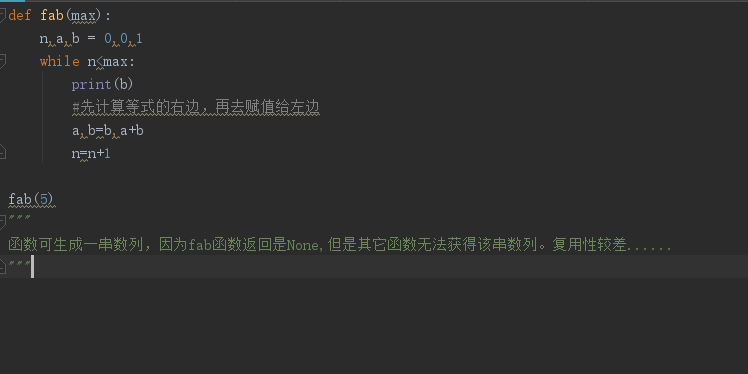 def fab(max):
    n,a,b = 0,0,1
    while n<max:
        print(b)
        #先计算等式的右边，再去赋值给左边
        a,b=b,a+b
        n=n+1
fab(5)
"""
函数可生成一串数列，因为fab函数返回是None,但是其它函数无法获得该串数列。复用性较差......
"""